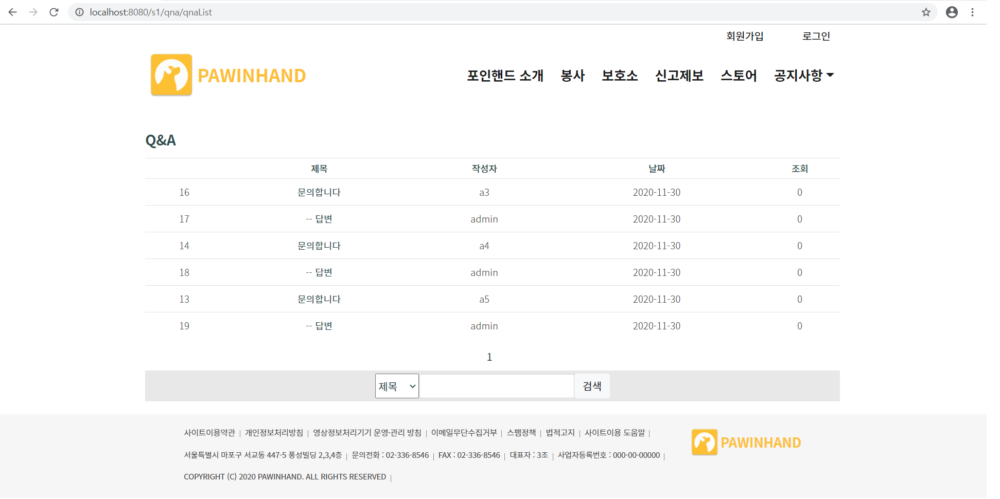 localhost:8080/s1/qna/qnaList
회원가입 로그인
PAWINHAND 포인핸드 소개 봉사 보호소 신고제보 스토어 공지사항
Q&A
제목 작성자 날짜 조회
16 문의합니다 a3 2020-11-30 0
17 -- 답변 admin 2020-11-30 0
14 문의합니다 a4 2020-11-30 0
18 -- 답변 admin 2020-11-30 0
13 문의합니다 a5 2020-11-30 0
19 -- 답변 admin 2020-11-30 0
1
제목 검색
사이트이용약관 | 개인정보처리방침 | 영상정보처리기기 운영·관리 방침 | 이메일무단수집거부 | 스팸정책 | 법적고지 | 사이트이용 도움말 |
PAWINHAND
서울특별시 마포구 서교동 447-5 풍성빌딩 2,3,4층 | 문의전화 : 02-336-8546 | FAX : 02-336-8546 | 대표자 : 3조 | 사업자등록번호 : 000-00-00000 |
COPYRIGHT (C) 2020 PAWINHAND. ALL RIGHTS RESERVED |